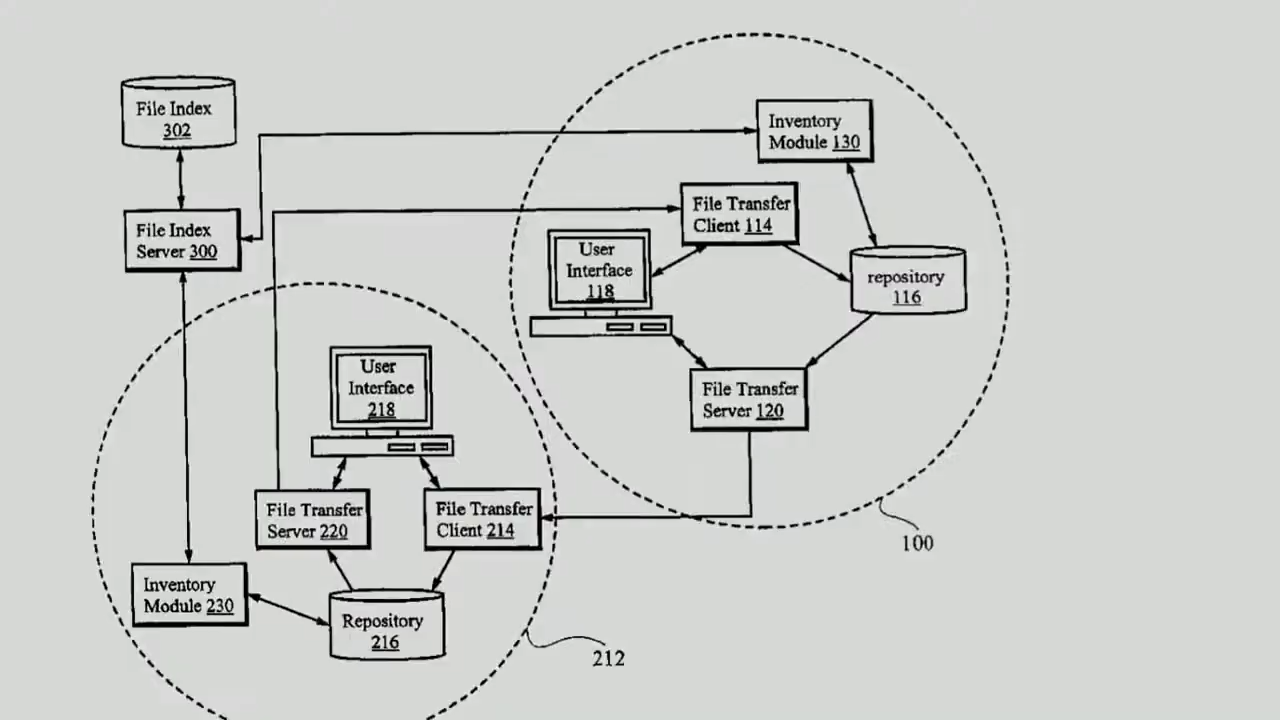 File Index
302
Inventory
Module 130
File Transfer
Client 114
File Index
Server 300
User
Interface
118
repository
116
User
Interface
218
File Transfer
Server 120
File Transfer
Server 220
File Transfer
Client 214
100
Inventory
Module 230
Repository
216
212